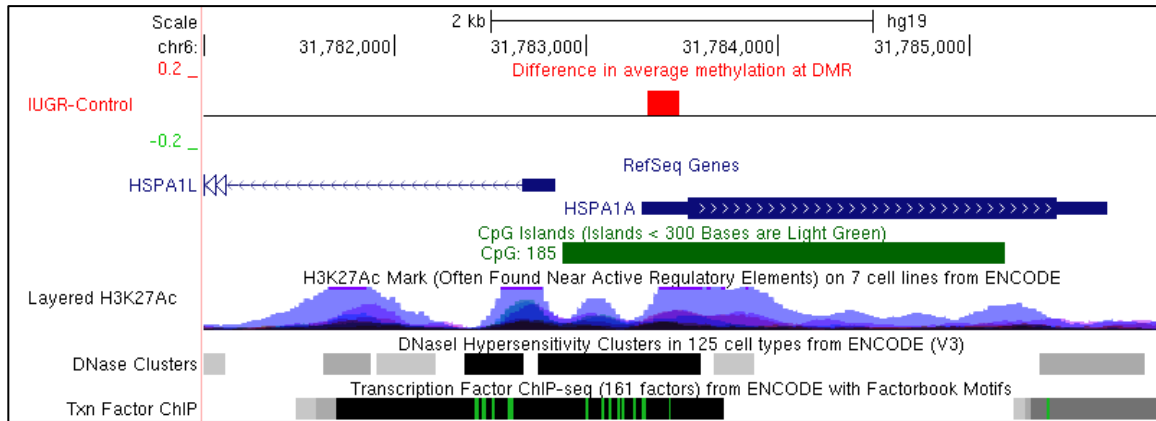 Scale 2 kb hg19
chr6: 31,782,000 31,783,000 31,784,000 31,785,000
0.2 _ Difference in average methylation at DMR
IUGR-Control
-0.2 _
RefSeq Genes
HSPA1L
HSPA1A
CpG Islands (Islands < 300 Bases are Light Green)
CpG: 185
H3K27Ac Mark (Often Found Near Active Regulatory Elements) on 7 cell lines from ENCODE
Layered H3K27Ac
DNaseI Hypersensitivity Clusters in 125 cell types from ENCODE (V3)
DNase Clusters
Transcription Factor ChIP-seq (161 factors) from ENCODE with Factorbook Motifs
Txn Factor ChIP